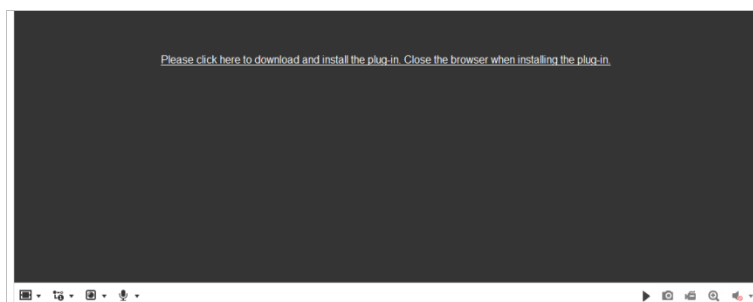 Please click here to download and install the plug-in. Close the browser when installing the plug-in.